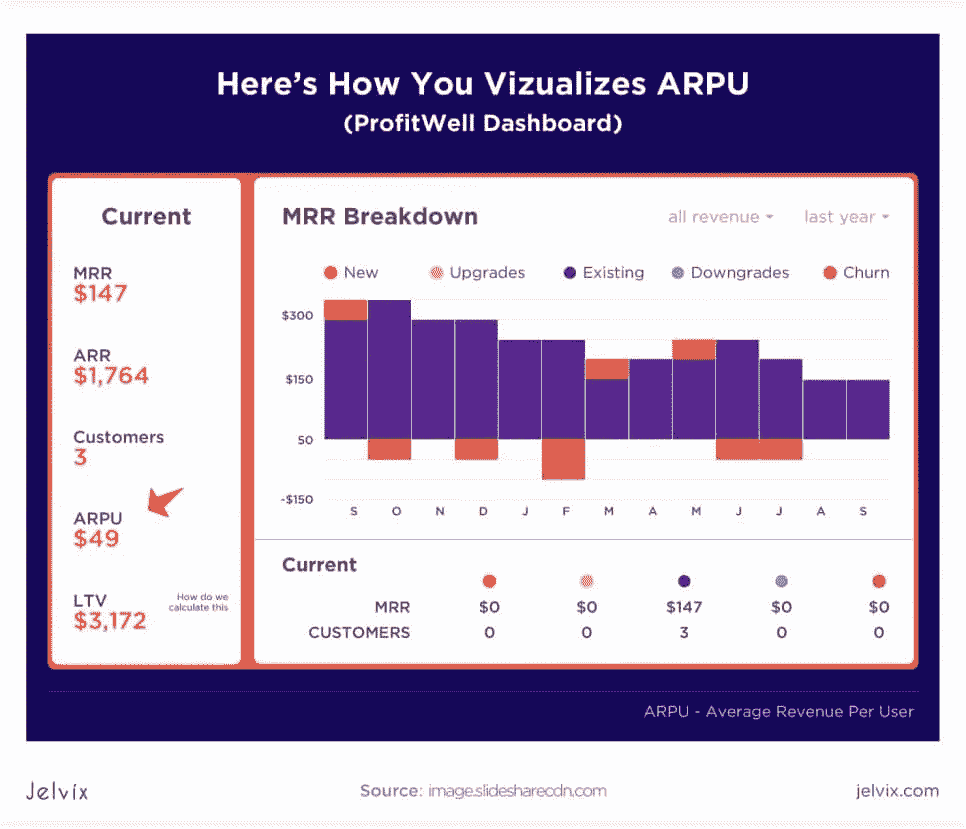 Here's How You Vizualizes ARPU
(ProfitWell Dashboard)
Current
MRR
$147
ARR
$1,764
Customers
3
ARPU
$49
LTV
$3,172
How do we
calculate this
MRR Breakdown
all revenue
last year
New
Upgrades
Existing
Downgrades
Churn
$300
$150
$0
-$150
S O N D J F M A M J J A S
Current
MRR $0 $0 $147 $0 $0
CUSTOMERS 0 0 3 0 0
ARPU - Average Revenue Per User
Jelvix
Source: image.slidesharecdn.com
jelvix.com